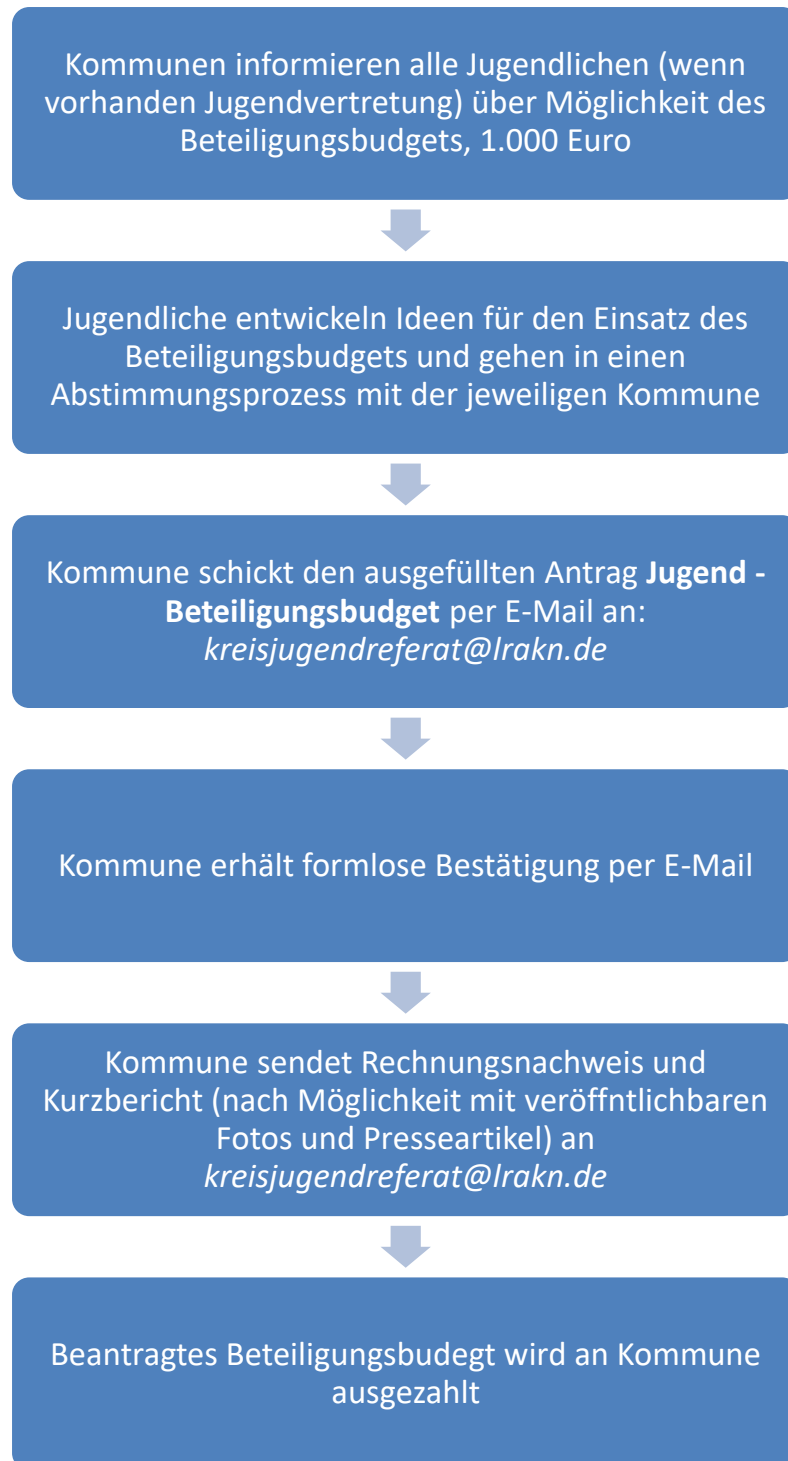 Kommunen informieren alle Jugendlichen (wenn
vorhanden Jugendvertretung) über Möglichkeit des
Beteiligungsbudgets, 1.000 Euro
Jugendliche entwickeln Ideen für den Einsatz des
Beteiligungsbudgets und gehen in einen
Abstimmungsprozess mit der jeweiligen Kommune
Kommune schickt den ausgefüllten Antrag Jugend -
Beteiligungsbudget per E-Mail an:
kreisjugendreferat@lrakn.de
Kommune erhält formlose Bestätigung per E-Mail
Kommune sendet Rechnungsnachweis und
Kurzbericht (nach Möglichkeit mit veröffntlichbaren
Fotos und Presseartikel) an
kreisjugendreferat@lrakn.de
Beantragtes Beteiligungsbudegt wird an Kommune
ausgezahlt